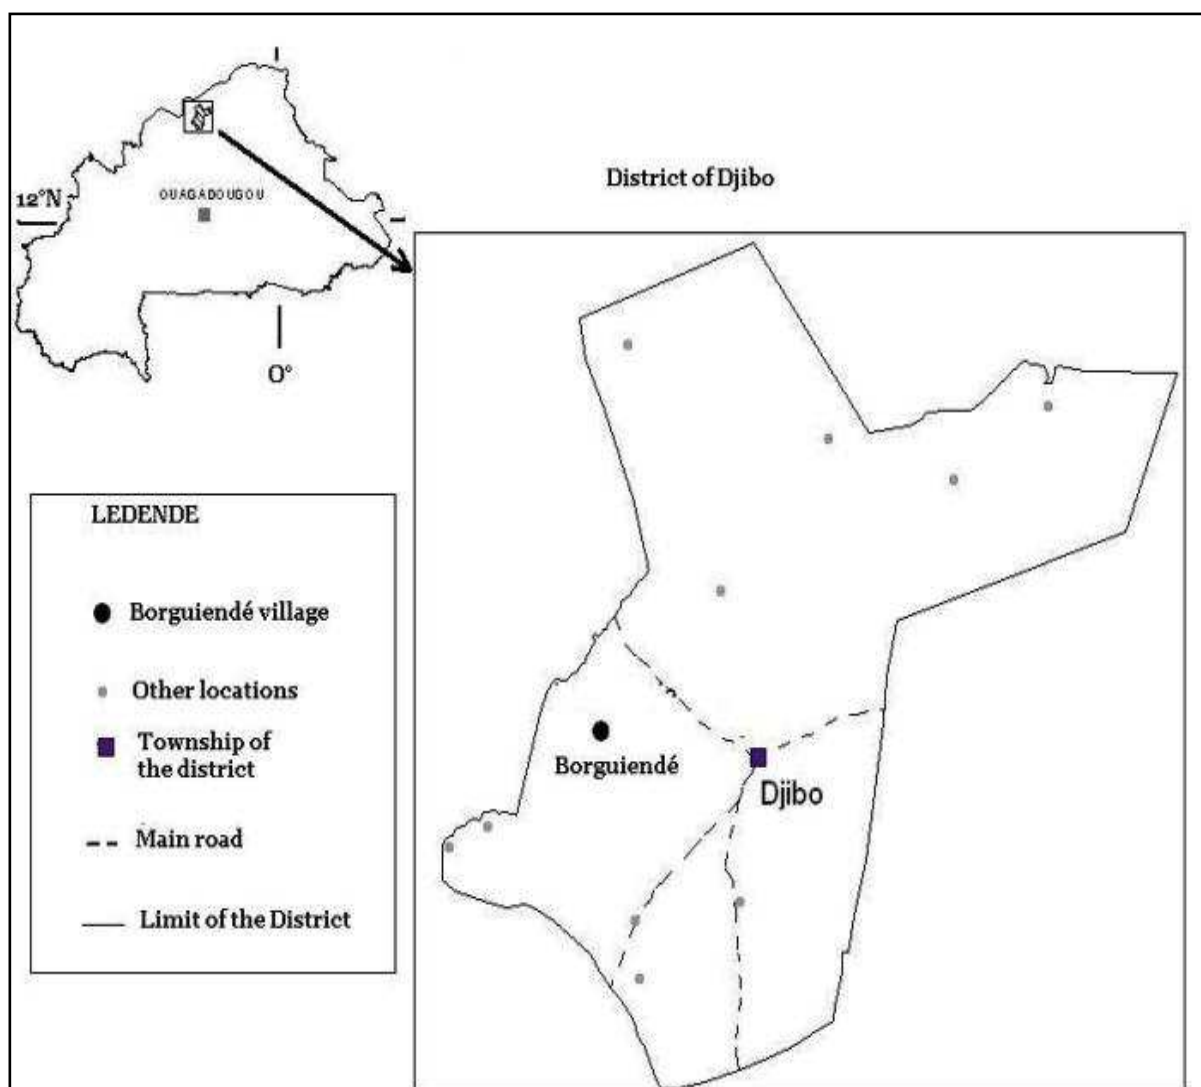 12°N
OUAGADOUGOU
0°
District of Djibo
LEDENDE
Borguiendé village
Other locations
Township of
the district
Main road
Limit of the District
Borguiendé
Djibo